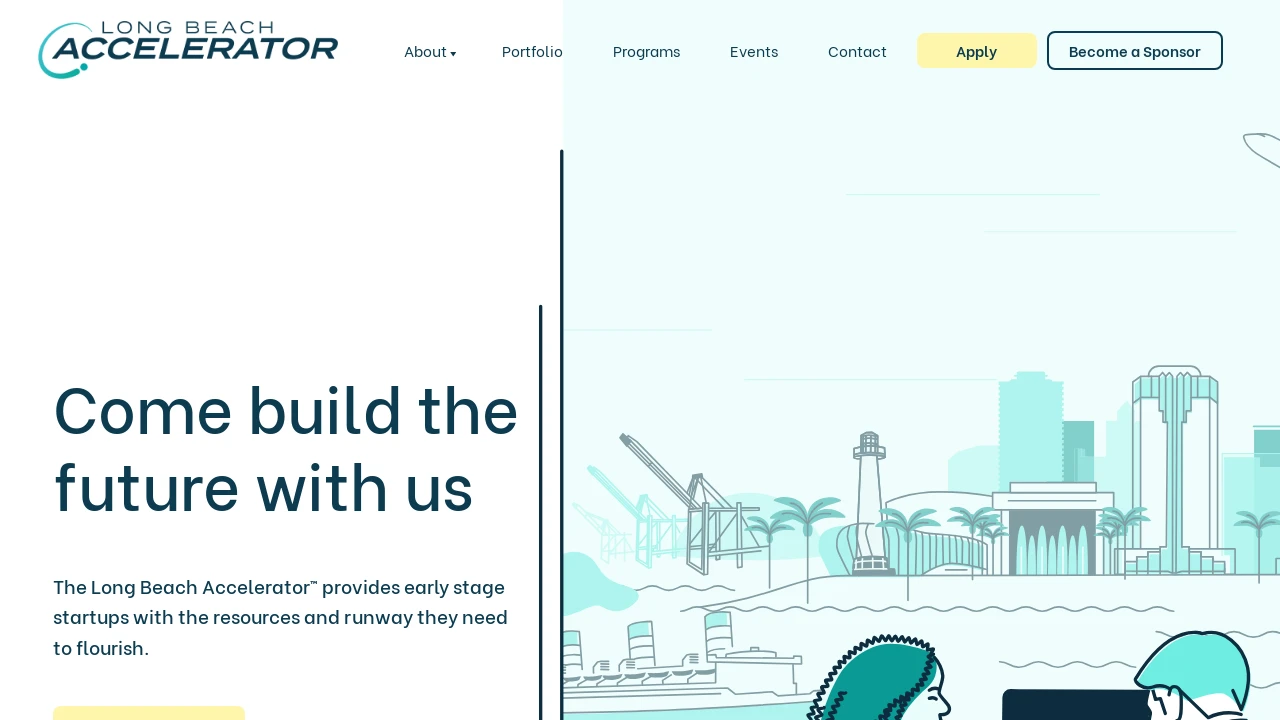 LONG BEACH
ACCELERATOR
About
Portfolio
Programs
Events
Contact
Apply
Become a Sponsor
Come build the
future with us
The Long Beach Accelerator™ provides early stage
startups with the resources and runway they need
to flourish.